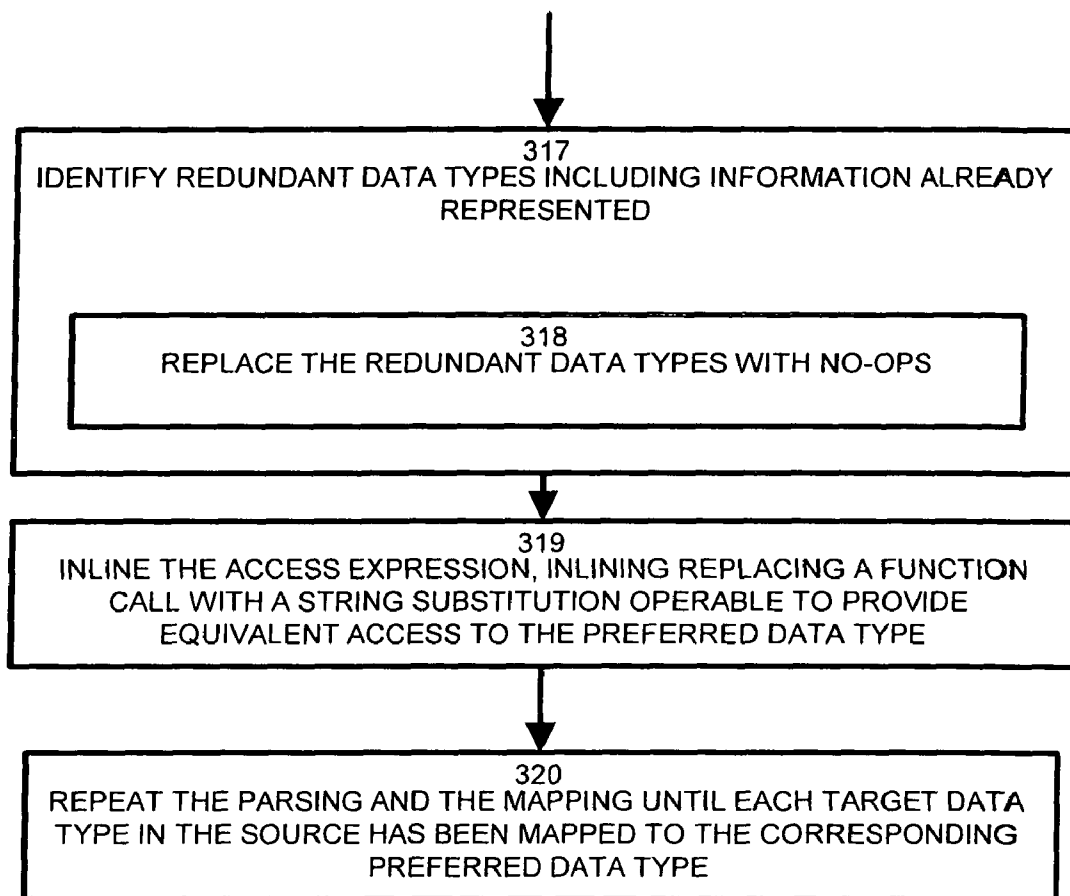 317
IDENTIFY REDUNDANT DATA TYPES INCLUDING INFORMATION ALREADY
REPRESENTED
318
REPLACE THE REDUNDANT DATA TYPES WITH NO-OPS
319
INLINE THE ACCESS EXPRESSION, INLINING REPLACING A FUNCTION
CALL WITH A STRING SUBSTITUTION OPERABLE TO PROVIDE
EQUIVALENT ACCESS TO THE PREFERRED DATA TYPE
320
REPEAT THE PARSING AND THE MAPPING UNTIL EACH TARGET DATA
TYPE IN THE SOURCE HAS BEEN MAPPED TO THE CORRESPONDING
PREFERRED DATA TYPE